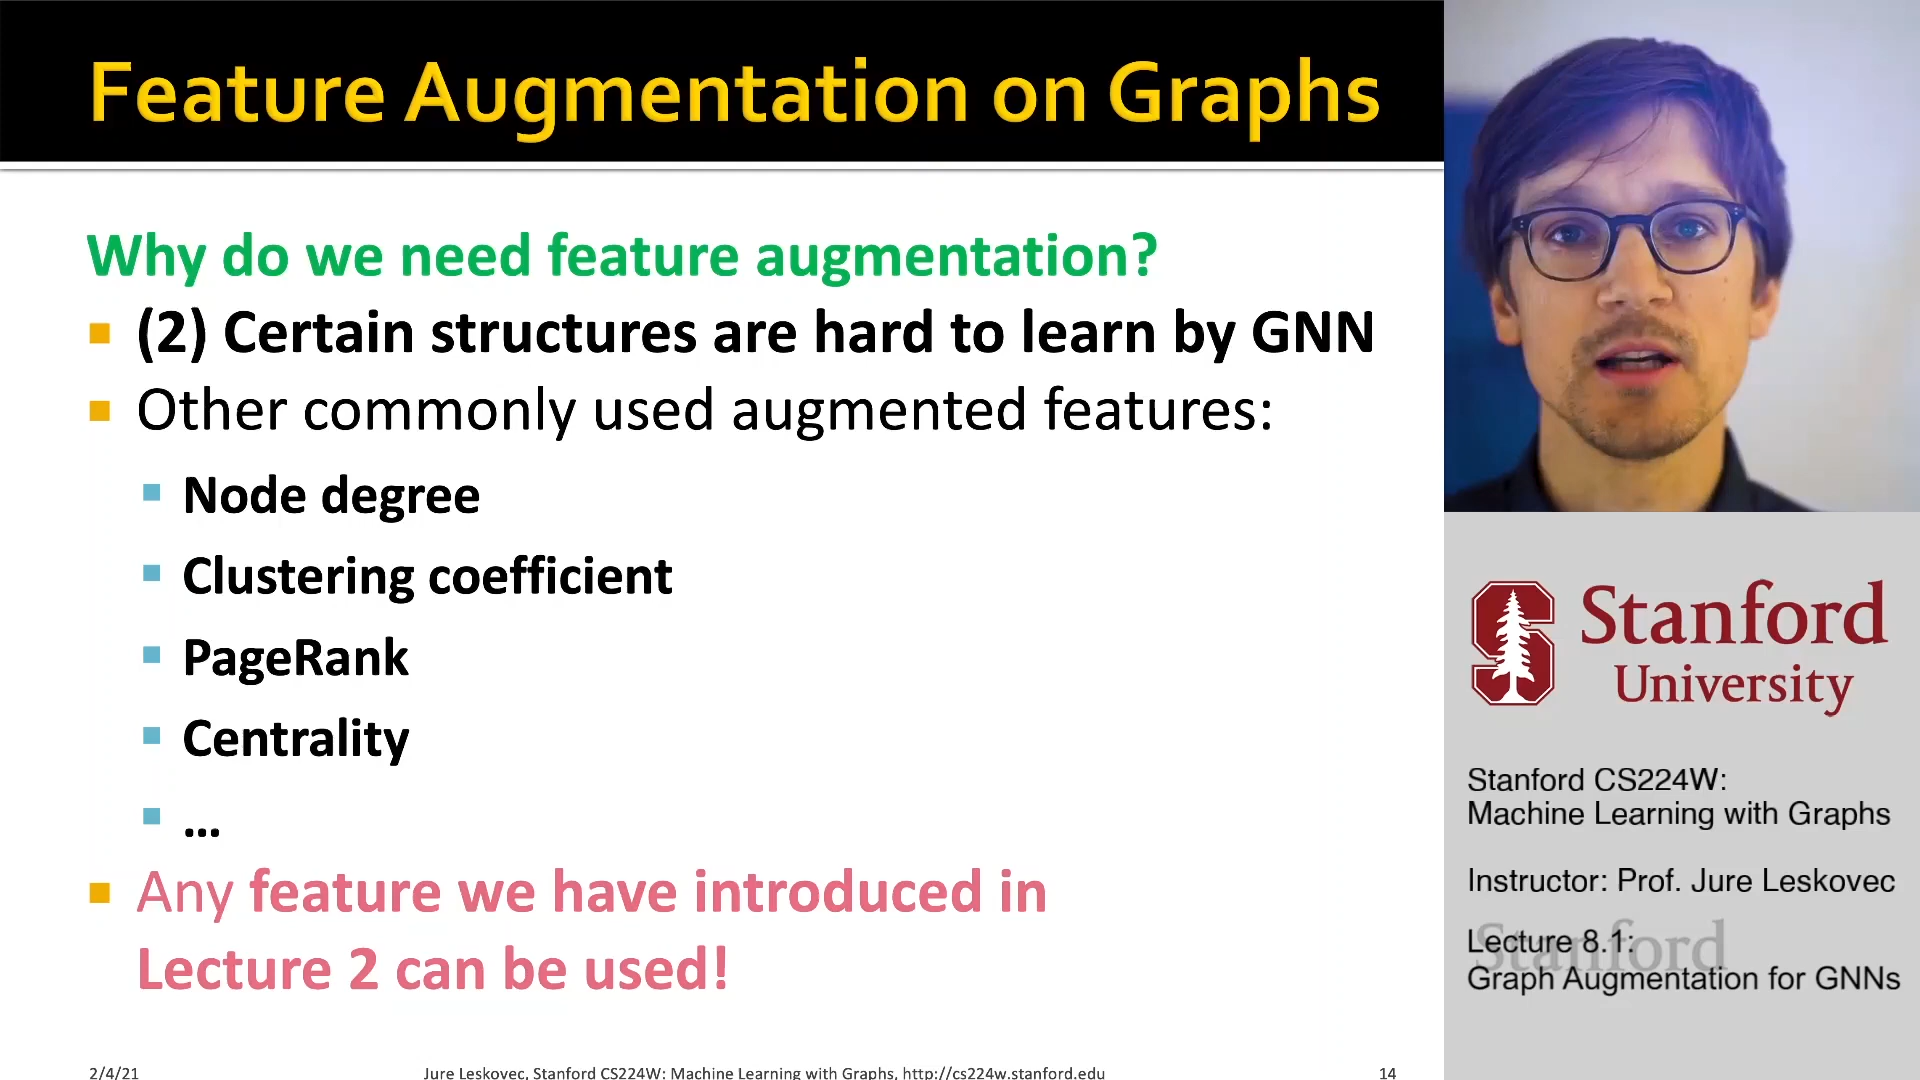 Feature Augmentation on Graphs
Why do we need feature augmentation?
(2) Certain structures are hard to learn by GNN
Other commonly used augmented features:
Node degree
Clustering coefficient
PageRank
Centrality
...
Any feature we have introduced in
Lecture 2 can be used!
2/4/21
Jure Leskovec, Stanford CS224W: Machine Learning with Graphs, http://cs224w.stanford.edu
14
Stanford
University
Stanford CS224W:
Machine Learning with Graphs
Instructor: Prof. Jure Leskovec
Stanford
Lecture 8.1:
Graph Augmentation for GNNs